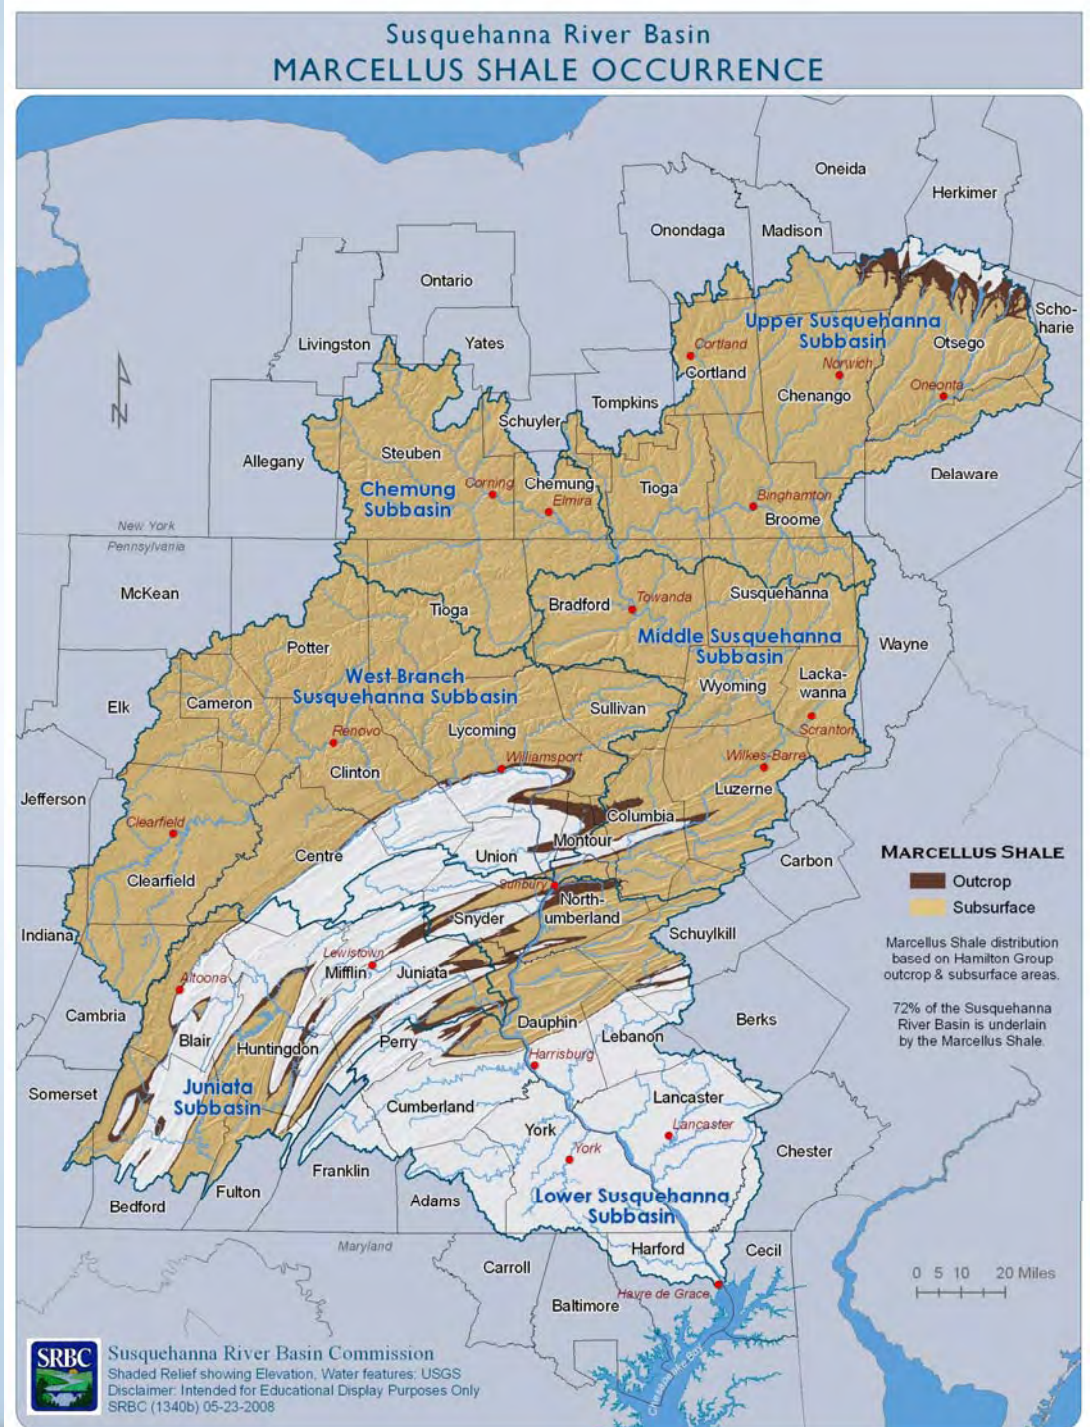 Susquehanna River Basin
MARCELLUS SHALE OCCURRENCE
Oneida
Herkimer
Onondaga
Madison
Ontario
Scho-
harie
Upper Susquehanna
Subbasin
Livingston
Yates
Cortland
Otsego
Cortland
Norwich
Oneonta
Chenango
Tompkins
Schuyler
Steuben
Allegany
Delaware
Chemung
Subbasin
Corning
Chemung
Elmira
Tioga
Binghamton
Broome
N
New York
Pennsylvania
McKean
Tioga
Bradford
Towanda
Susquehanna
Potter
Middle Susquehanna
Subbasin
Wayne
West Branch
Susquehanna Subbasin
Wyoming
Lacka-
wanna
Elk
Cameron
Sullivan
Renovo
Lycoming
Scranton
Williamsport
Wilkes-Barre
Clinton
Luzerne
Jefferson
Clearfield
Columbia
Montour
Centre
Union
Carbon
Clearfield
Sunbury
North-
umberland
Snyder
Indiana
Schuylkill
Lewistown
Mifflin
Juniata
Altoona
Cambria
Dauphin
Berks
Blair
Huntingdon
Perry
Lebanon
Harrisburg
Somerset
Juniata
Subbasin
Cumberland
Lancaster
York
Lancaster
York
Chester
Franklin
Fulton
Bedford
Adams
Lower Susquehanna
Subbasin
Maryland
Harford
Cecil
Carroll
Baltimore
Havre de Grace
Chesapeake Bay
MARCELLUS SHALE
Outcrop
Subsurface
Marcellus Shale distribution
based on Hamilton Group
outcrop & subsurface areas.
72% of the Susquehanna
River Basin is underlain
by the Marcellus Shale.
0 5 10 20 Miles
SRBC
Susquehanna River Basin Commission
Shaded Relief showing Elevation, Water features: USGS
Disclaimer: Intended for Educational Display Purposes Only
SRBC (1340b) 05-23-2008